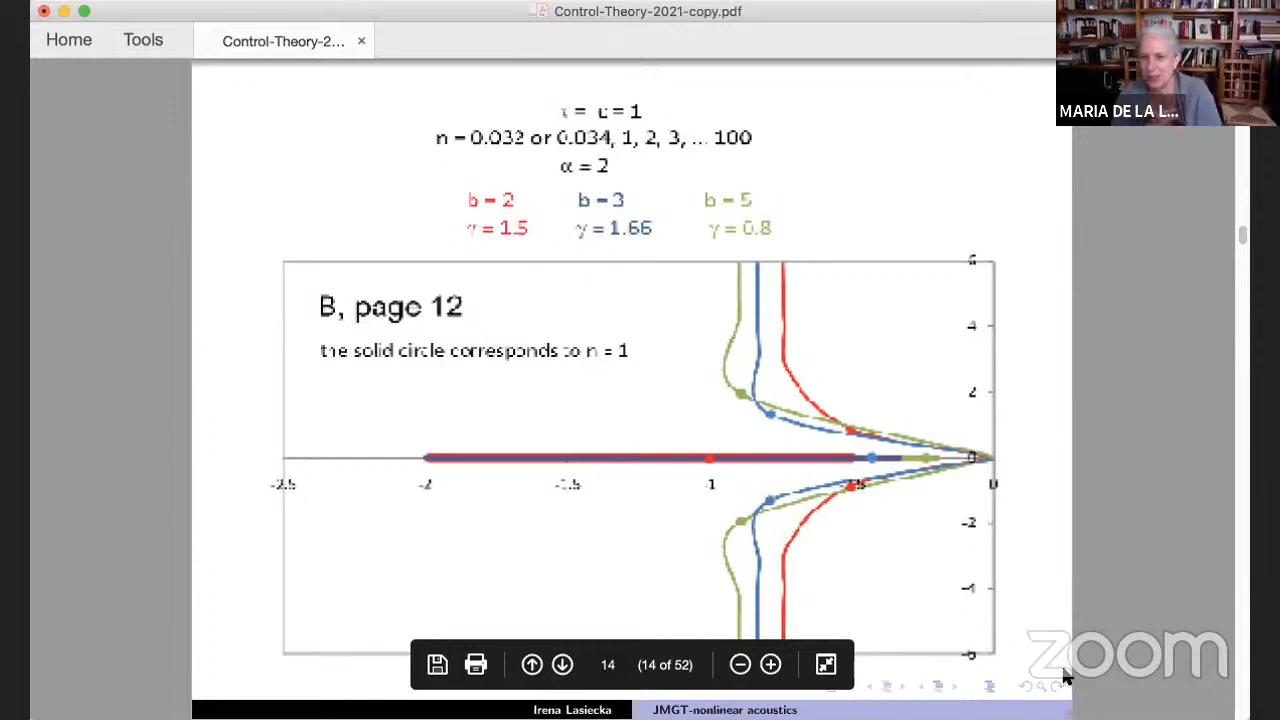 Control-Theory-2021-copy.pdf
Home
Tools
Control-Theory-2...
×
MARIA DE LA L...
τ = c = 1
n = 0.032 or 0.034, 1, 2, 3, ... 100
α = 2
b = 2 b = 3 b = 5
γ = 1.5 γ = 1.66 γ = 0.8
B, page 12
the solid circle corresponds to n = 1
6
4
2
0
-2.5 -2 -1.5 -1 -0.5 0
-2
-4
-6
14 (14 of 52)
zoom
Irena Lasiecka JMGT-nonlinear acoustics